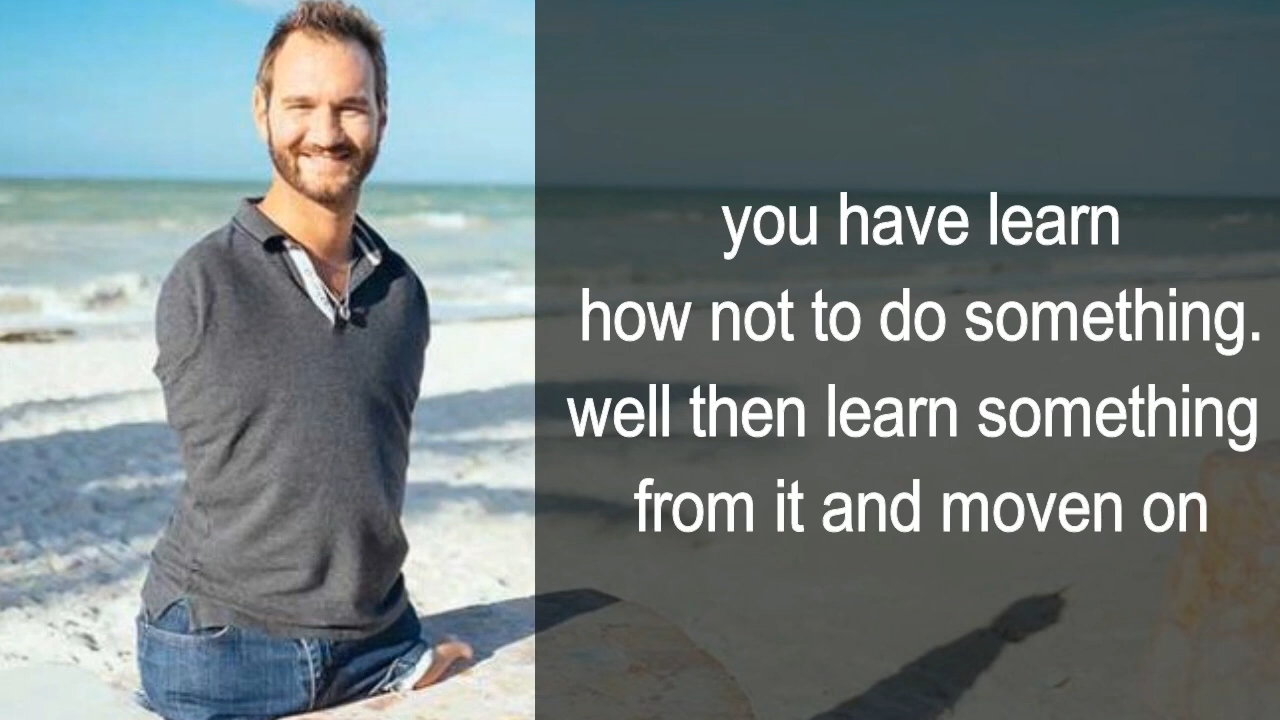 you have learn
how not to do something.
well then learn something
from it and moven on